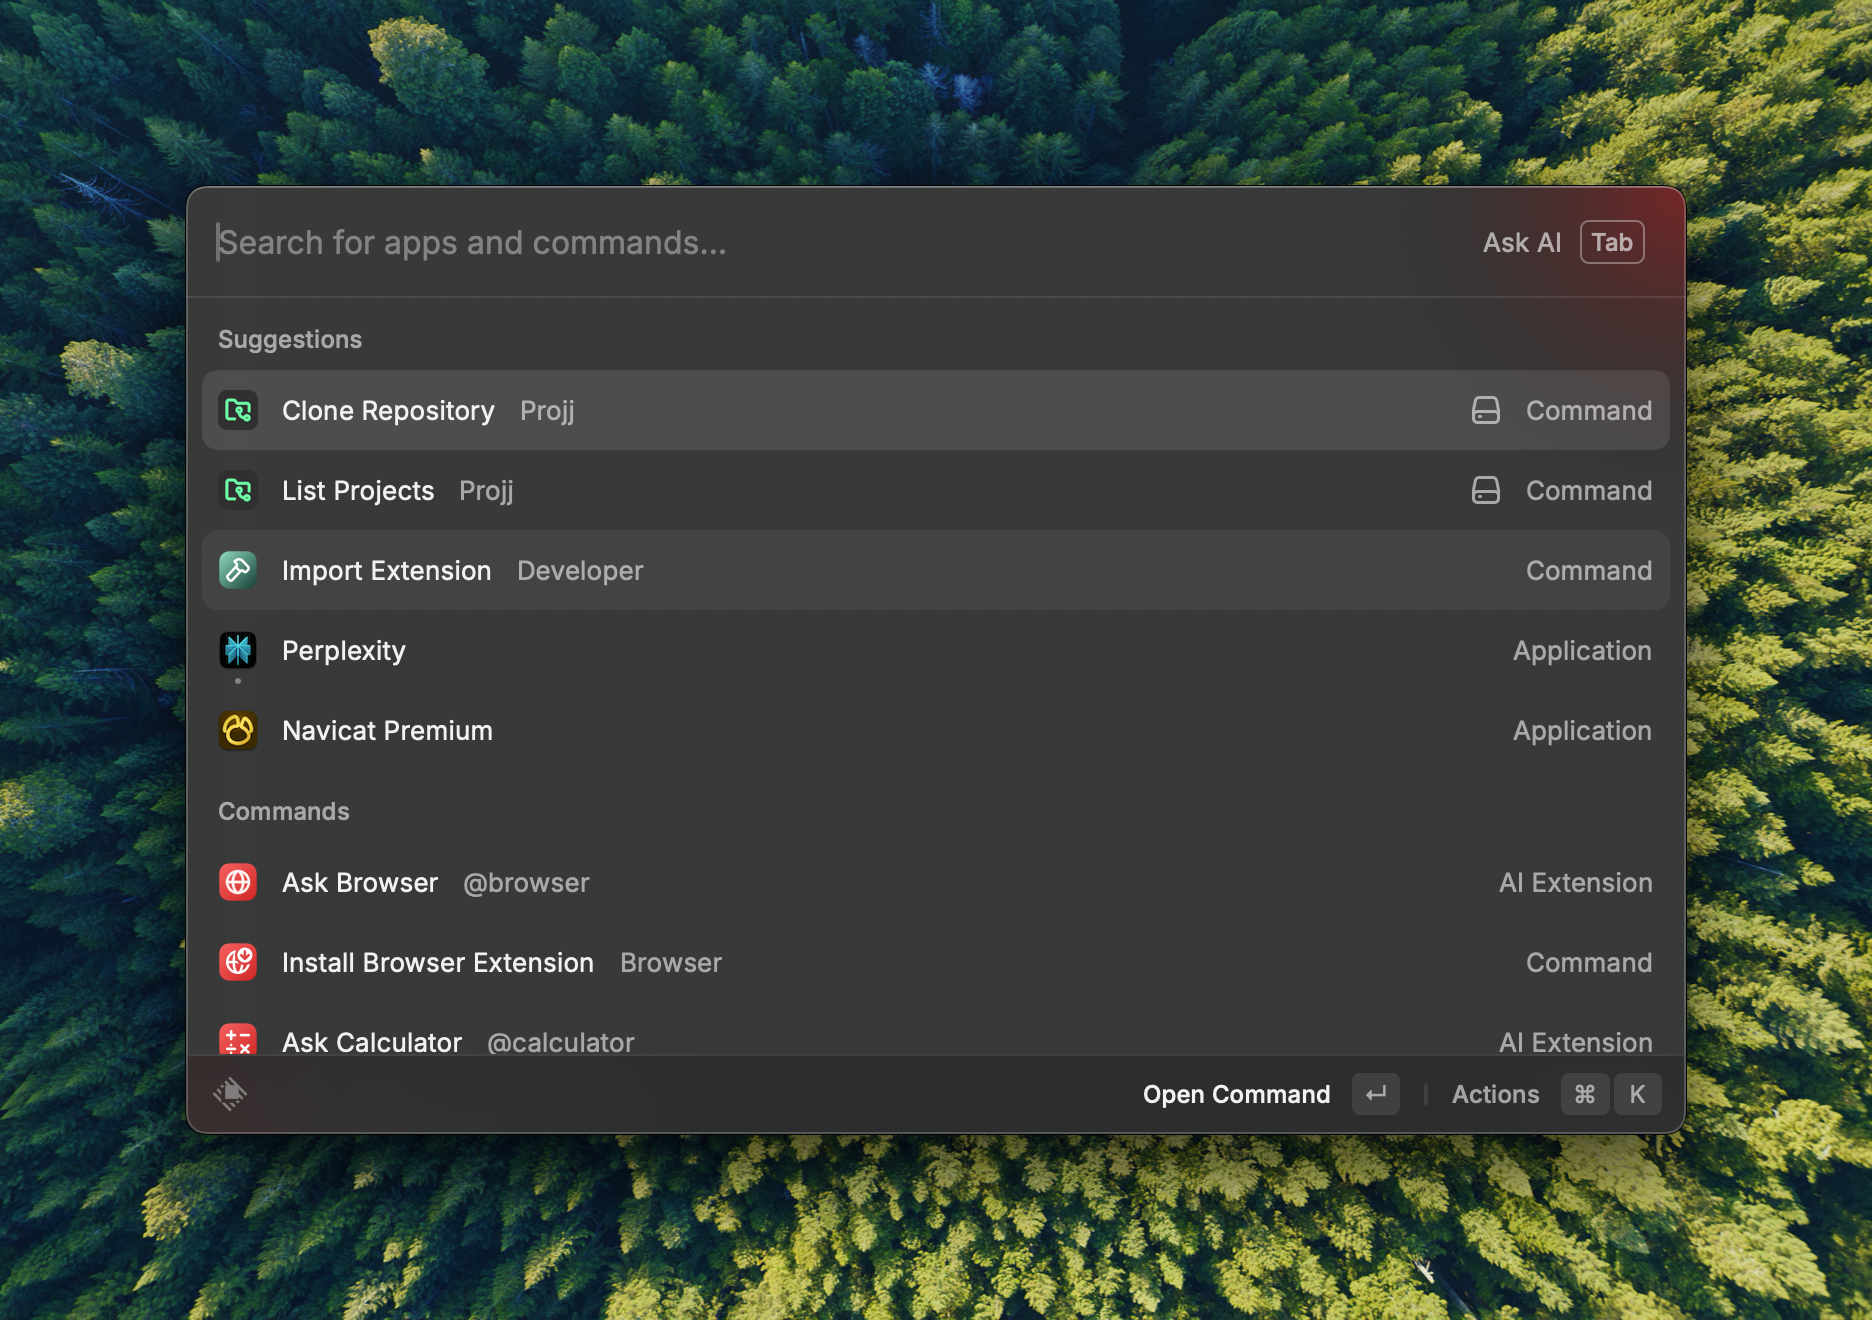 Search for apps and commands...
Ask AI Tab
Suggestions
Clone Repository Projj Command
List Projects Projj Command
Import Extension Developer Command
Perplexity Application
Navicat Premium Application
Commands
Ask Browser @browser AI Extension
Install Browser Extension Browser Command
Ask Calculator @calculator AI Extension
Open Command ↵ Actions ⌘ K